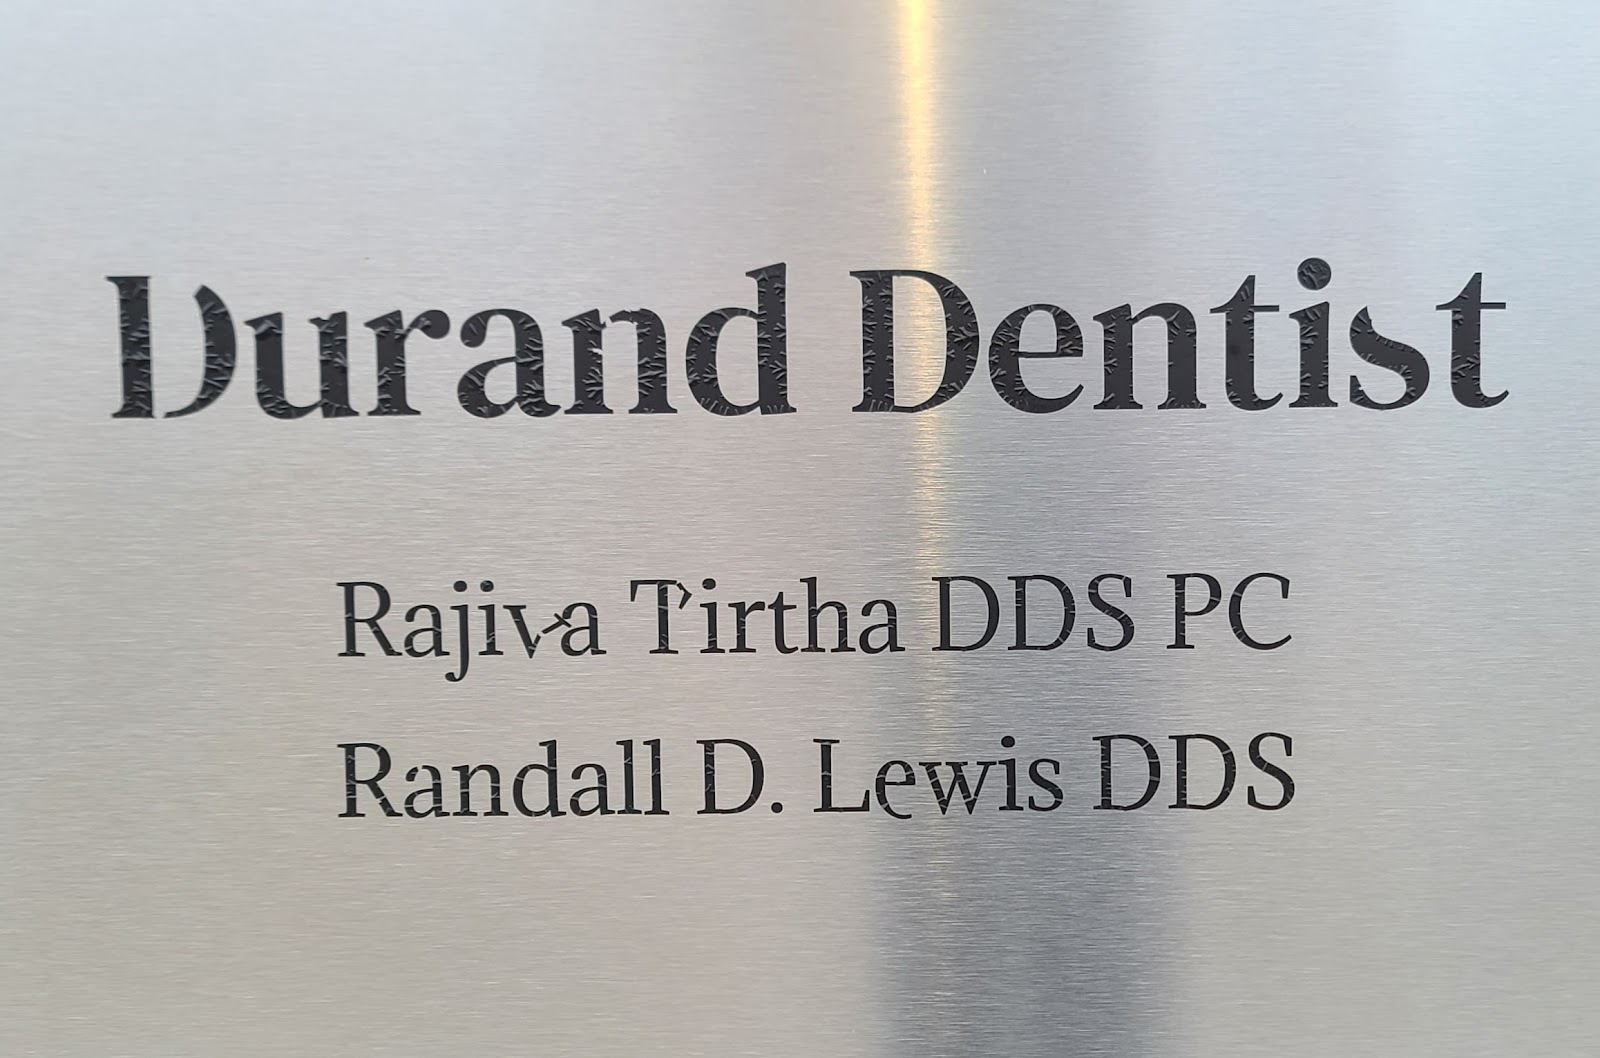 Durand Dentist
Rajiva Tirtha DDS PC
Randall D. Lewis DDS